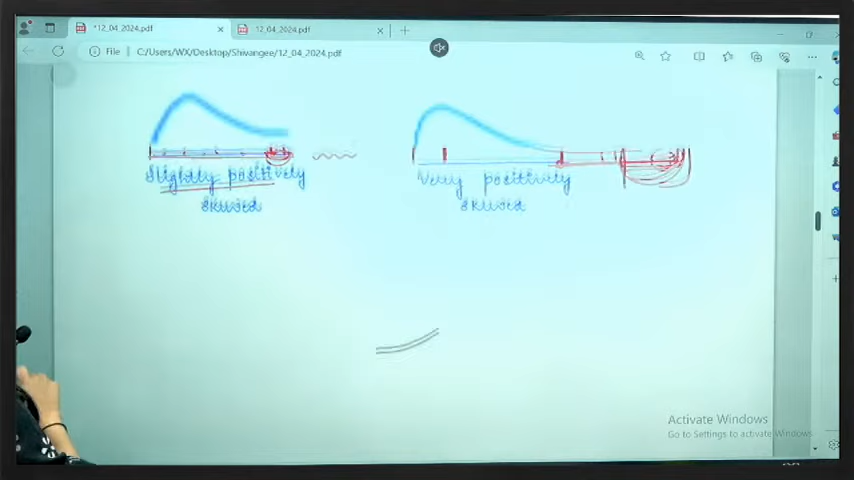 *12_04_2024.pdf
12_04_2024.pdf
File
C:/Users/WX/Desktop/Shivangee/12_04_2024.pdf
Slightly positively
skewed
Very positively
skewed
Activate Windows
Go to Settings to activate Windows.